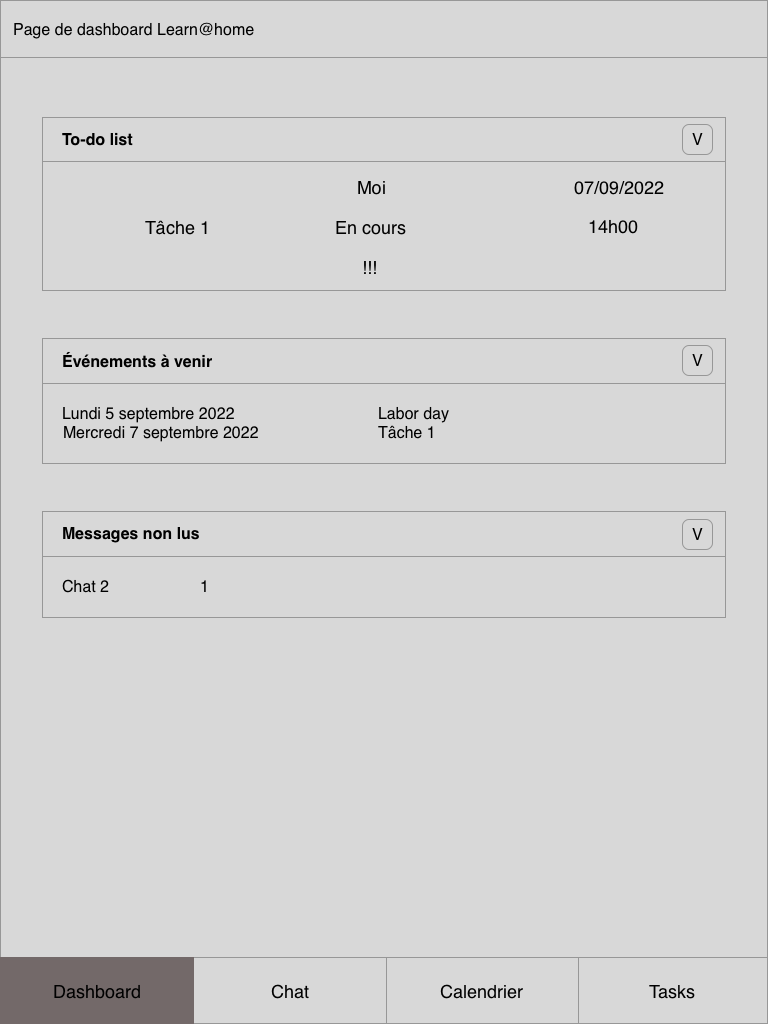 Page de dashboard Learn@home
To-do list V
Moi 07/09/2022
Tâche 1 En cours 14h00
!!!
Événements à venir V
Lundi 5 septembre 2022 Labor day
Mercredi 7 septembre 2022 Tâche 1
Messages non lus V
Chat 2 1
Dashboard Chat Calendrier Tasks